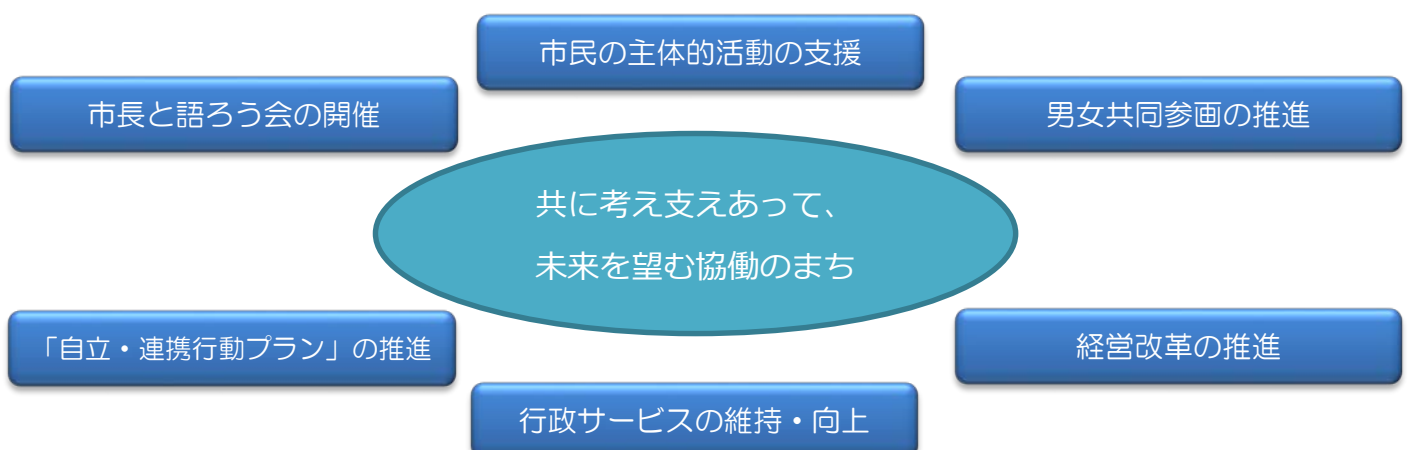 市民の主体的活動の支援
市長と語ろう会の開催
男女共同参画の推進
共に考え支えあって、
未来を望む協働のまち
「自立・連携行動プラン」の推進
経営改革の推進
行政サービスの維持・向上